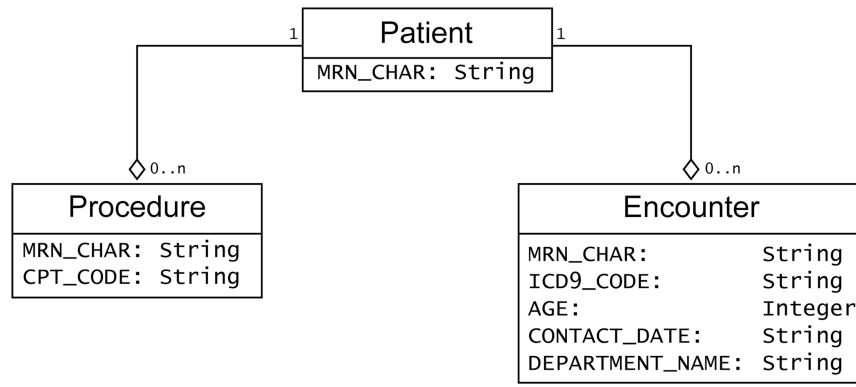 Patient
MRN_CHAR: String
1
1
0..n
0..n
Procedure
MRN_CHAR: String
CPT_CODE: String
Encounter
MRN_CHAR: String
ICD9_CODE: String
AGE: Integer
CONTACT_DATE: String
DEPARTMENT_NAME: String